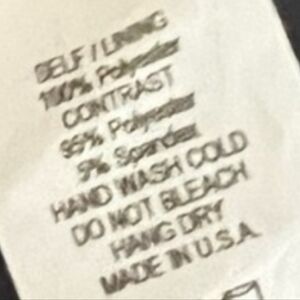 SELF / LINING
100% Polyester
CONTRAST
95% Polyester
5% Spandex
HAND WASH COLD
DO NOT BLEACH
HANG DRY
MADE IN U.S.A.